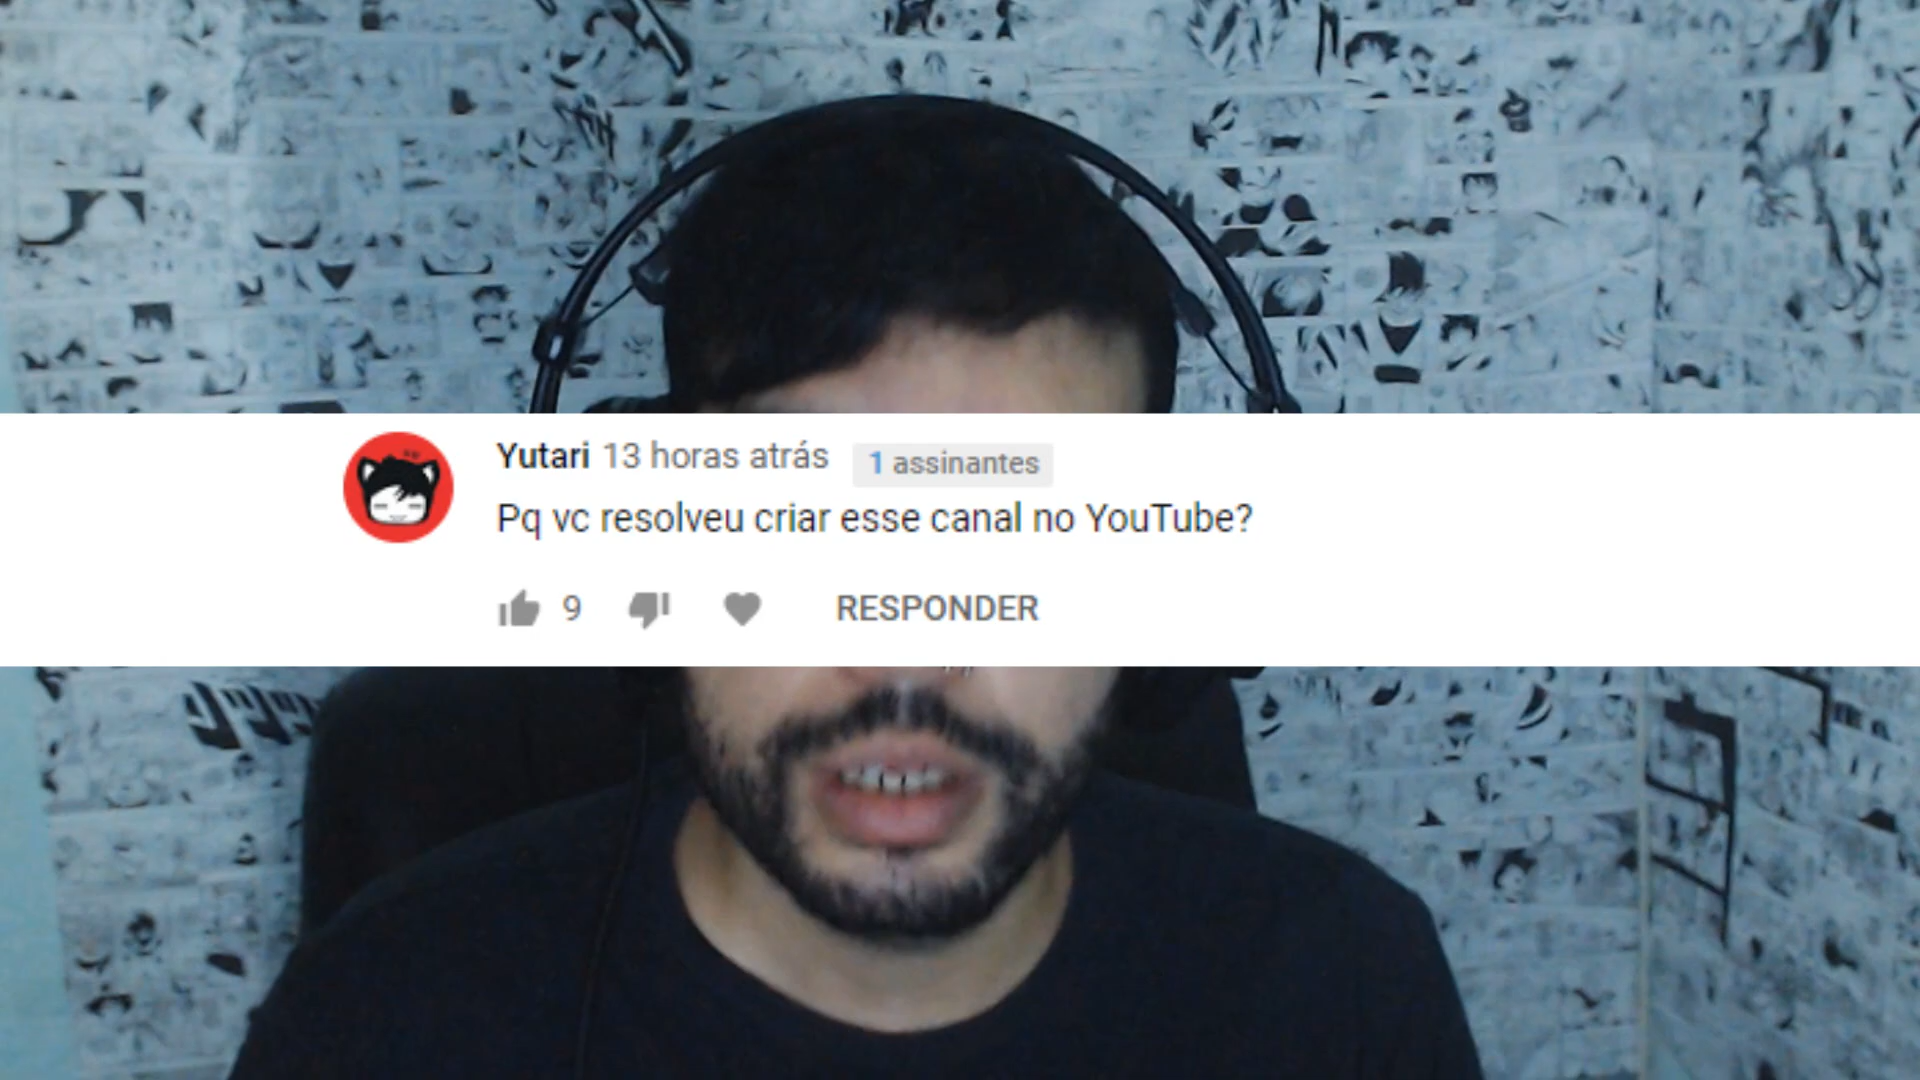 Yutari 13 horas atrás 1 assinantes
Pq vc resolveu criar esse canal no YouTube?
9 RESPONDER